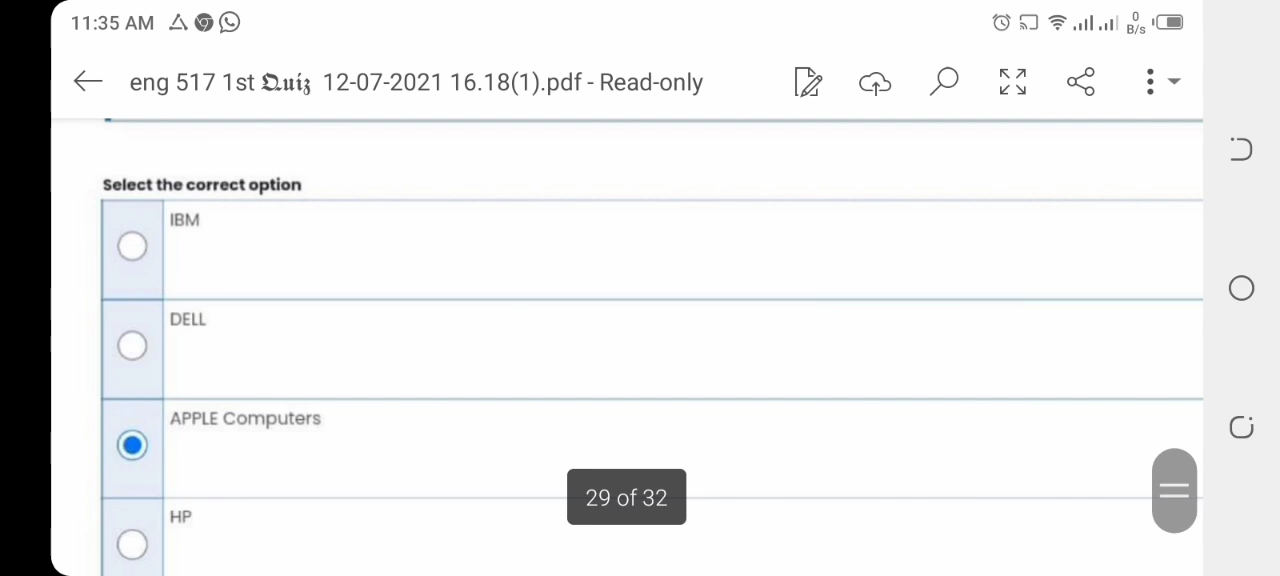 11:35 AM
0
B/s
eng 517 1st 𝔔𝔲𝔦𝔷 12-07-2021 16.18(1).pdf - Read-only
Select the correct option
IBM
DELL
APPLE Computers
29 of 32
HP